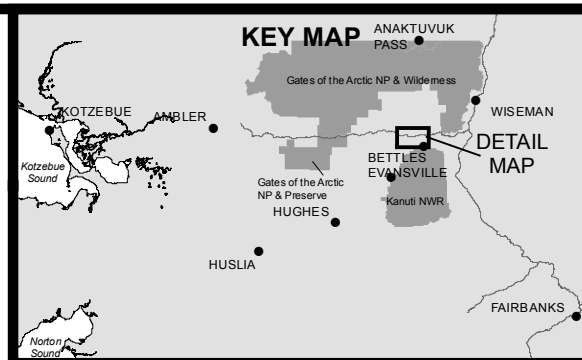 KEY MAP
ANAKTUVUK
PASS
Gates of the Arctic NP & Wilderness
KOTZEBUE
AMBLER
WISEMAN
Kotzebue
Sound
DETAIL
MAP
BETTLES
EVANSVILLE
Gates of the Arctic
NP & Preserve
Kanuti NWR
HUGHES
HUSLIA
FAIRBANKS
Norton
Sound